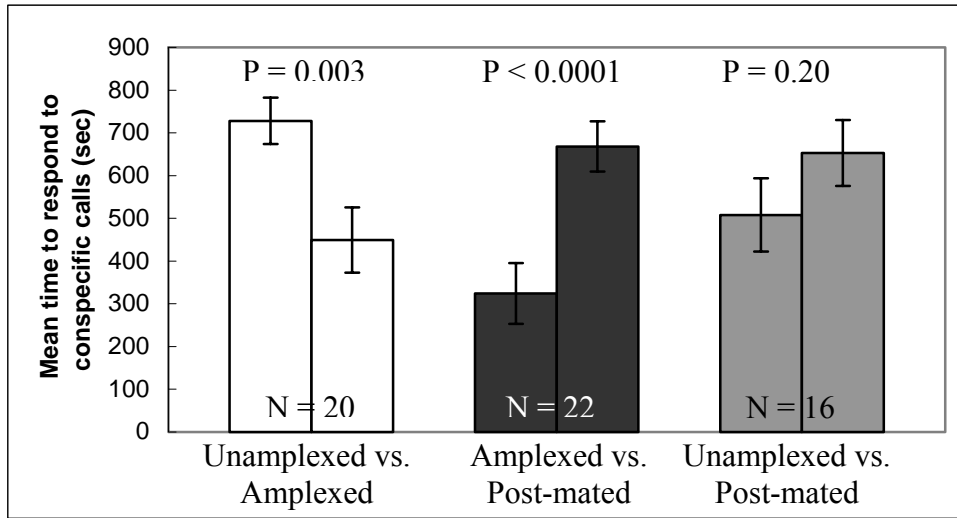 Mean time to respond to
conspecific calls (sec)
900
800
700
600
500
400
300
200
100
0
P = 0.003
P < 0.0001
P = 0.20
N = 20
N = 22
N = 16
Unamplexed vs.
Amplexed
Amplexed vs.
Post-mated
Unamplexed vs.
Post-mated